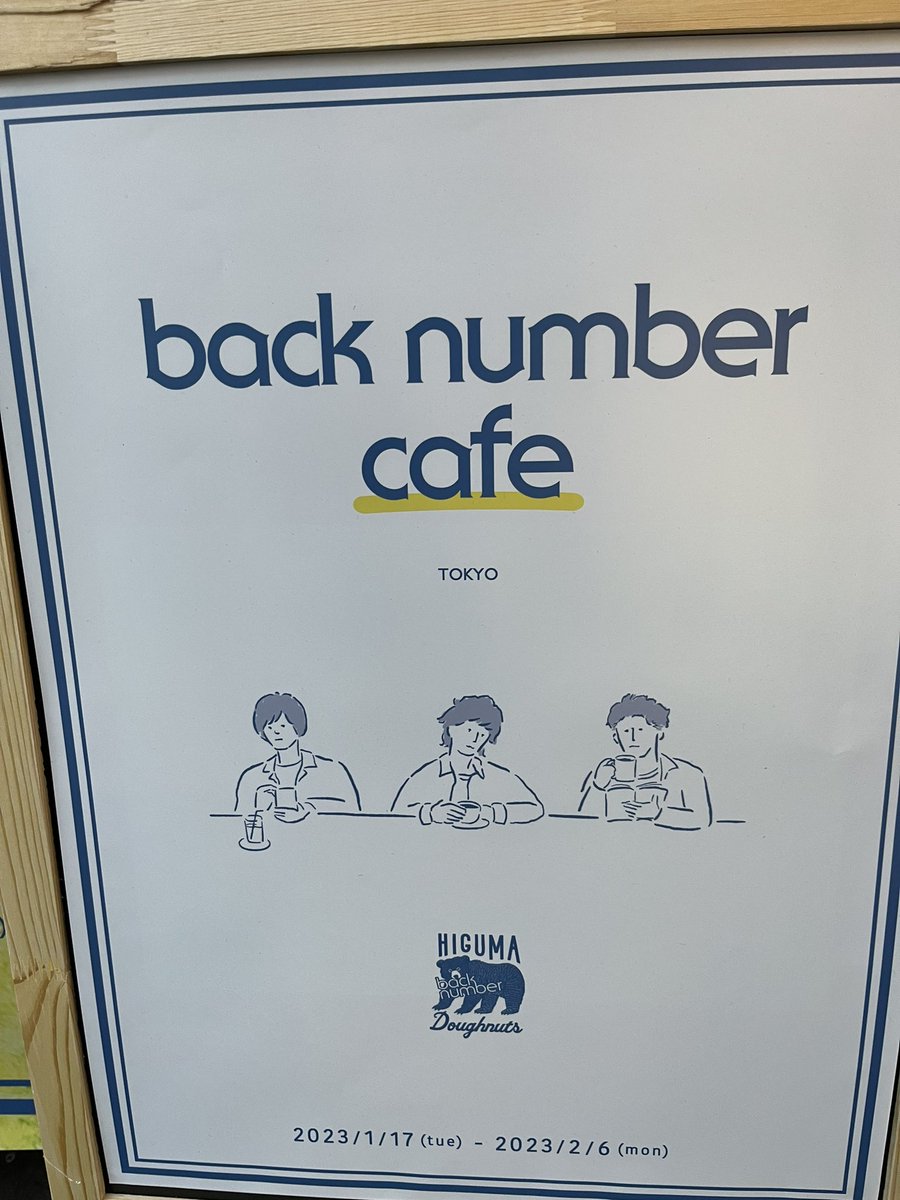 back number
cafe
TOKYO
HIGUMA
back
number
Doughnuts
2023/1/17 (tue) - 2023/2/6 (mon)